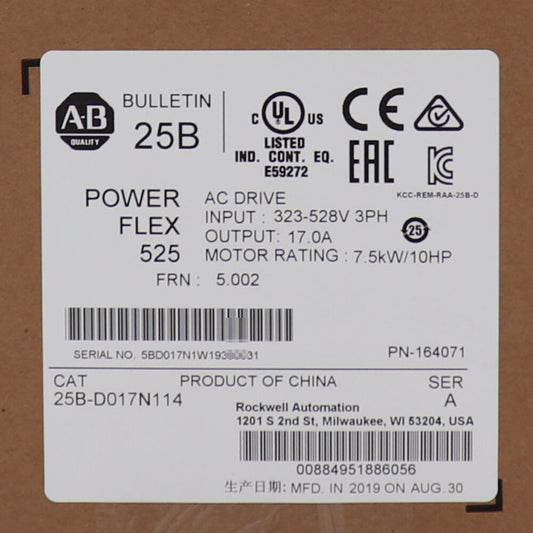 A-B
QUALITY
BULLETIN
25B
C UL US
LISTED
IND. CONT. EQ.
E59272
CE
EAC
KC
KCC-REM-RAA-25B-D
POWER
FLEX
525
AC DRIVE
INPUT : 323-528V 3PH
OUTPUT: 17.0A
MOTOR RATING : 7.5kW/10HP
25
FRN : 5.002
SERIAL NO.
PN-164071
CAT
25B-D017N114
PRODUCT OF CHINA
SER
A
Rockwell Automation
1201 S 2nd St, Milwaukee, WI 53204, USA
00884951886056
生产日期: MFD. IN 2019 ON AUG.30